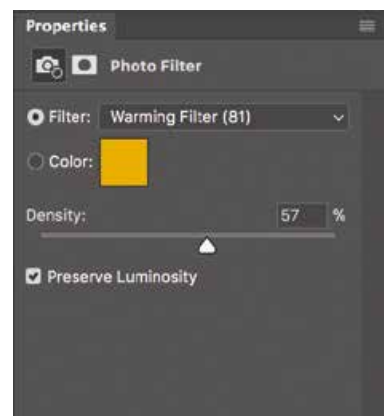 Properties
Photo Filter
Filter: Warming Filter (81)
Color:
Density: 57 %
Preserve Luminosity